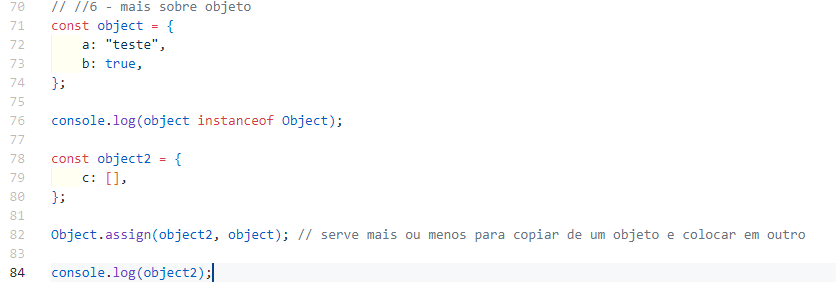 70 // //6 - mais sobre objeto
71 const object = {
72 a: "teste",
73 b: true,
74 };
75
76 console.log(object instanceof Object);
77
78 const object2 = {
79 c: [],
80 };
81
82 Object.assign(object2, object); // serve mais ou menos para copiar de um objeto e colocar em outro
83
84 console.log(object2);